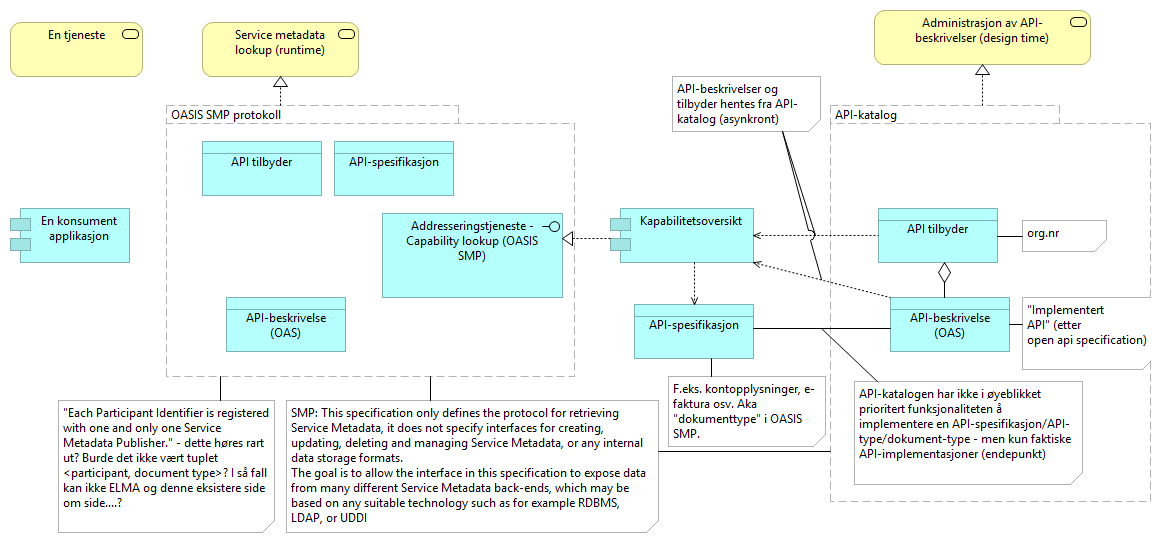 En tjeneste
Service metadata
lookup (runtime)
Administrasjon av API-
beskrivelser (design time)
API-beskrivelser og
tilbyder hentes fra API-
katalog (asynkront)
OASIS SMP protokoll
API-katalog
API tilbyder
API-spesifikasjon
En konsument
applikasjon
Addresseringstjeneste -
Capability lookup (OASIS
SMP)
Kapabilitetsoversikt
API tilbyder
org.nr
API-beskrivelse
(OAS)
API-spesifikasjon
API-beskrivelse
(OAS)
"Implementert
API" (etter
open api specification)
F.eks. kontopplysninger, e-
faktura osv. Aka
"dokumenttype" i OASIS
SMP.
API-katalogen har ikke i øyeblikket
prioritert funksjonaliteten å
implementere en API-spesifikasjon/API-
type/dokument-type - men kun faktiske
API-implementasjoner (endepunkt)
"Each Participant Identifier is registered
with one and only one Service
Metadata Publisher." - dette høres rart
ut? Burde det ikke vært tuplet
<participant, document type>? I så fall
kan ikke ELMA og denne eksistere side
om side....?
SMP: This specification only defines the protocol for retrieving
Service Metadata, it does not specify interfaces for creating,
updating, deleting and managing Service Metadata, or any internal
data storage formats.
The goal is to allow the interface in this specification to expose data
from many different Service Metadata back-ends, which may be
based on any suitable technology such as for example RDBMS,
LDAP, or UDDI